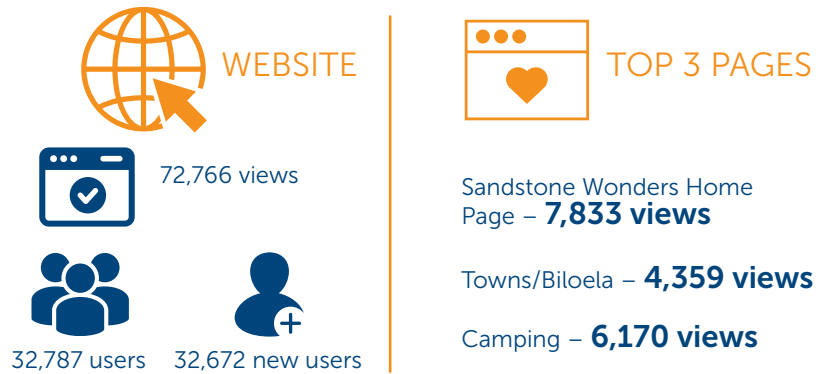 WEBSITE
72,766 views
32,787 users
32,672 new users
TOP 3 PAGES
Sandstone Wonders Home
Page – 7,833 views
Towns/Biloela – 4,359 views
Camping – 6,170 views